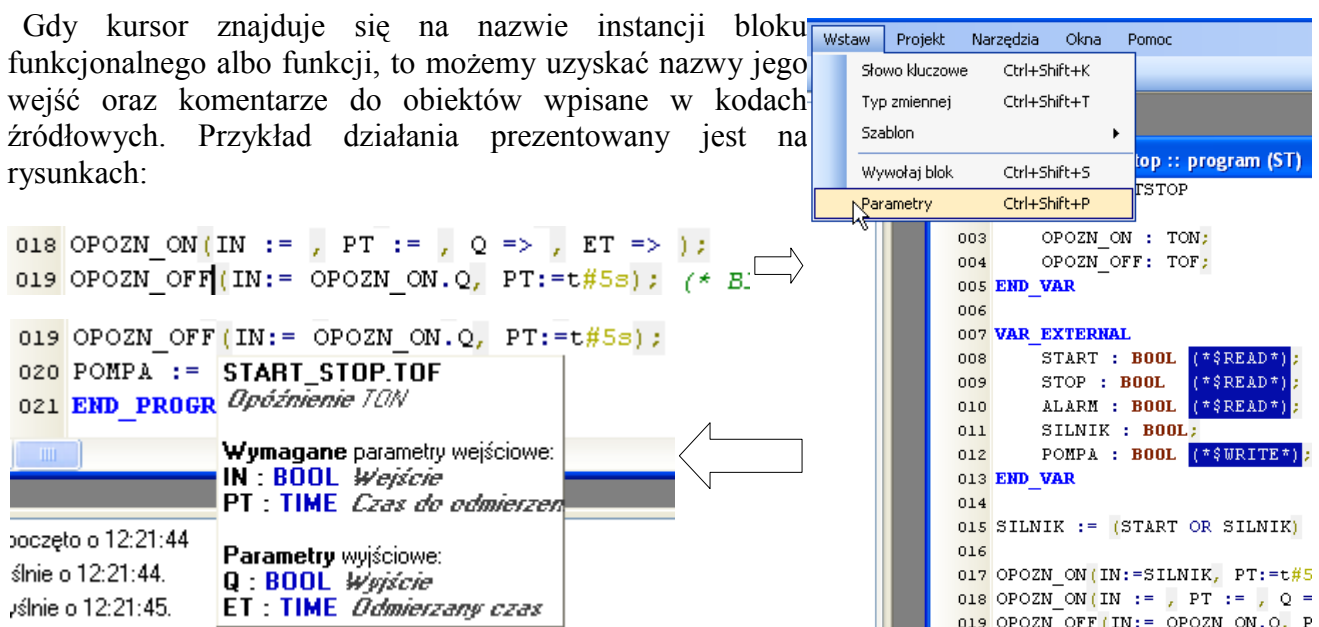 Gdy kursor znajduje się na nazwie instancji bloku
funkcjonalnego albo funkcji, to możemy uzyskać nazwy jego
wejść oraz komentarze do obiektów wpisane w kodach
źródłowych. Przykład działania prezentowany jest na
rysunkach:
018 OPOZN_ON(IN := , PT := , Q => , ET => );
019 OPOZN_OFF(IN:= OPOZN_ON.Q, PT:=t#5s); (*
019 OPOZN_OFF(IN:= OPOZN_ON.Q, PT:=t#5s);
020 POMPA :=
021 END_PROGR
START_STOP.TOF
Opóźnienie TON
Wymagane parametry wejściowe:
IN : BOOL Wejście
PT : TIME Czas do odmierzen
Parametry wyjściowe:
Q : BOOL Wyjście
ET : TIME Odmierzany czas
poczęto o 12:21:44
ślnie o 12:21:44.
yślnie o 12:21:45.
Wstaw Projekt Narzędzia Okna Pomoc
Słowo kluczowe Ctrl+Shift+K
Typ zmiennej Ctrl+Shift+T
Szablon
Wywołaj blok Ctrl+Shift+S
Parametry Ctrl+Shift+P
top :: program (ST)
TSTOP
003 OPOZN_ON : TON;
004 OPOZN_OFF: TOF;
005 END_VAR
006
007 VAR_EXTERNAL
008 START : BOOL (*$READ*);
009 STOP : BOOL (*$READ*);
010 ALARM : BOOL (*$READ*);
011 SILNIK : BOOL;
012 POMPA : BOOL (*$WRITE*);
013 END_VAR
014
015 SILNIK := (START OR SILNIK)
016
017 OPOZN_ON(IN:=SILNIK, PT:=t#5
018 OPOZN_ON(IN := , PT := , Q =
019 OPOZN_OFF(IN:= OPOZN_ON.Q, P